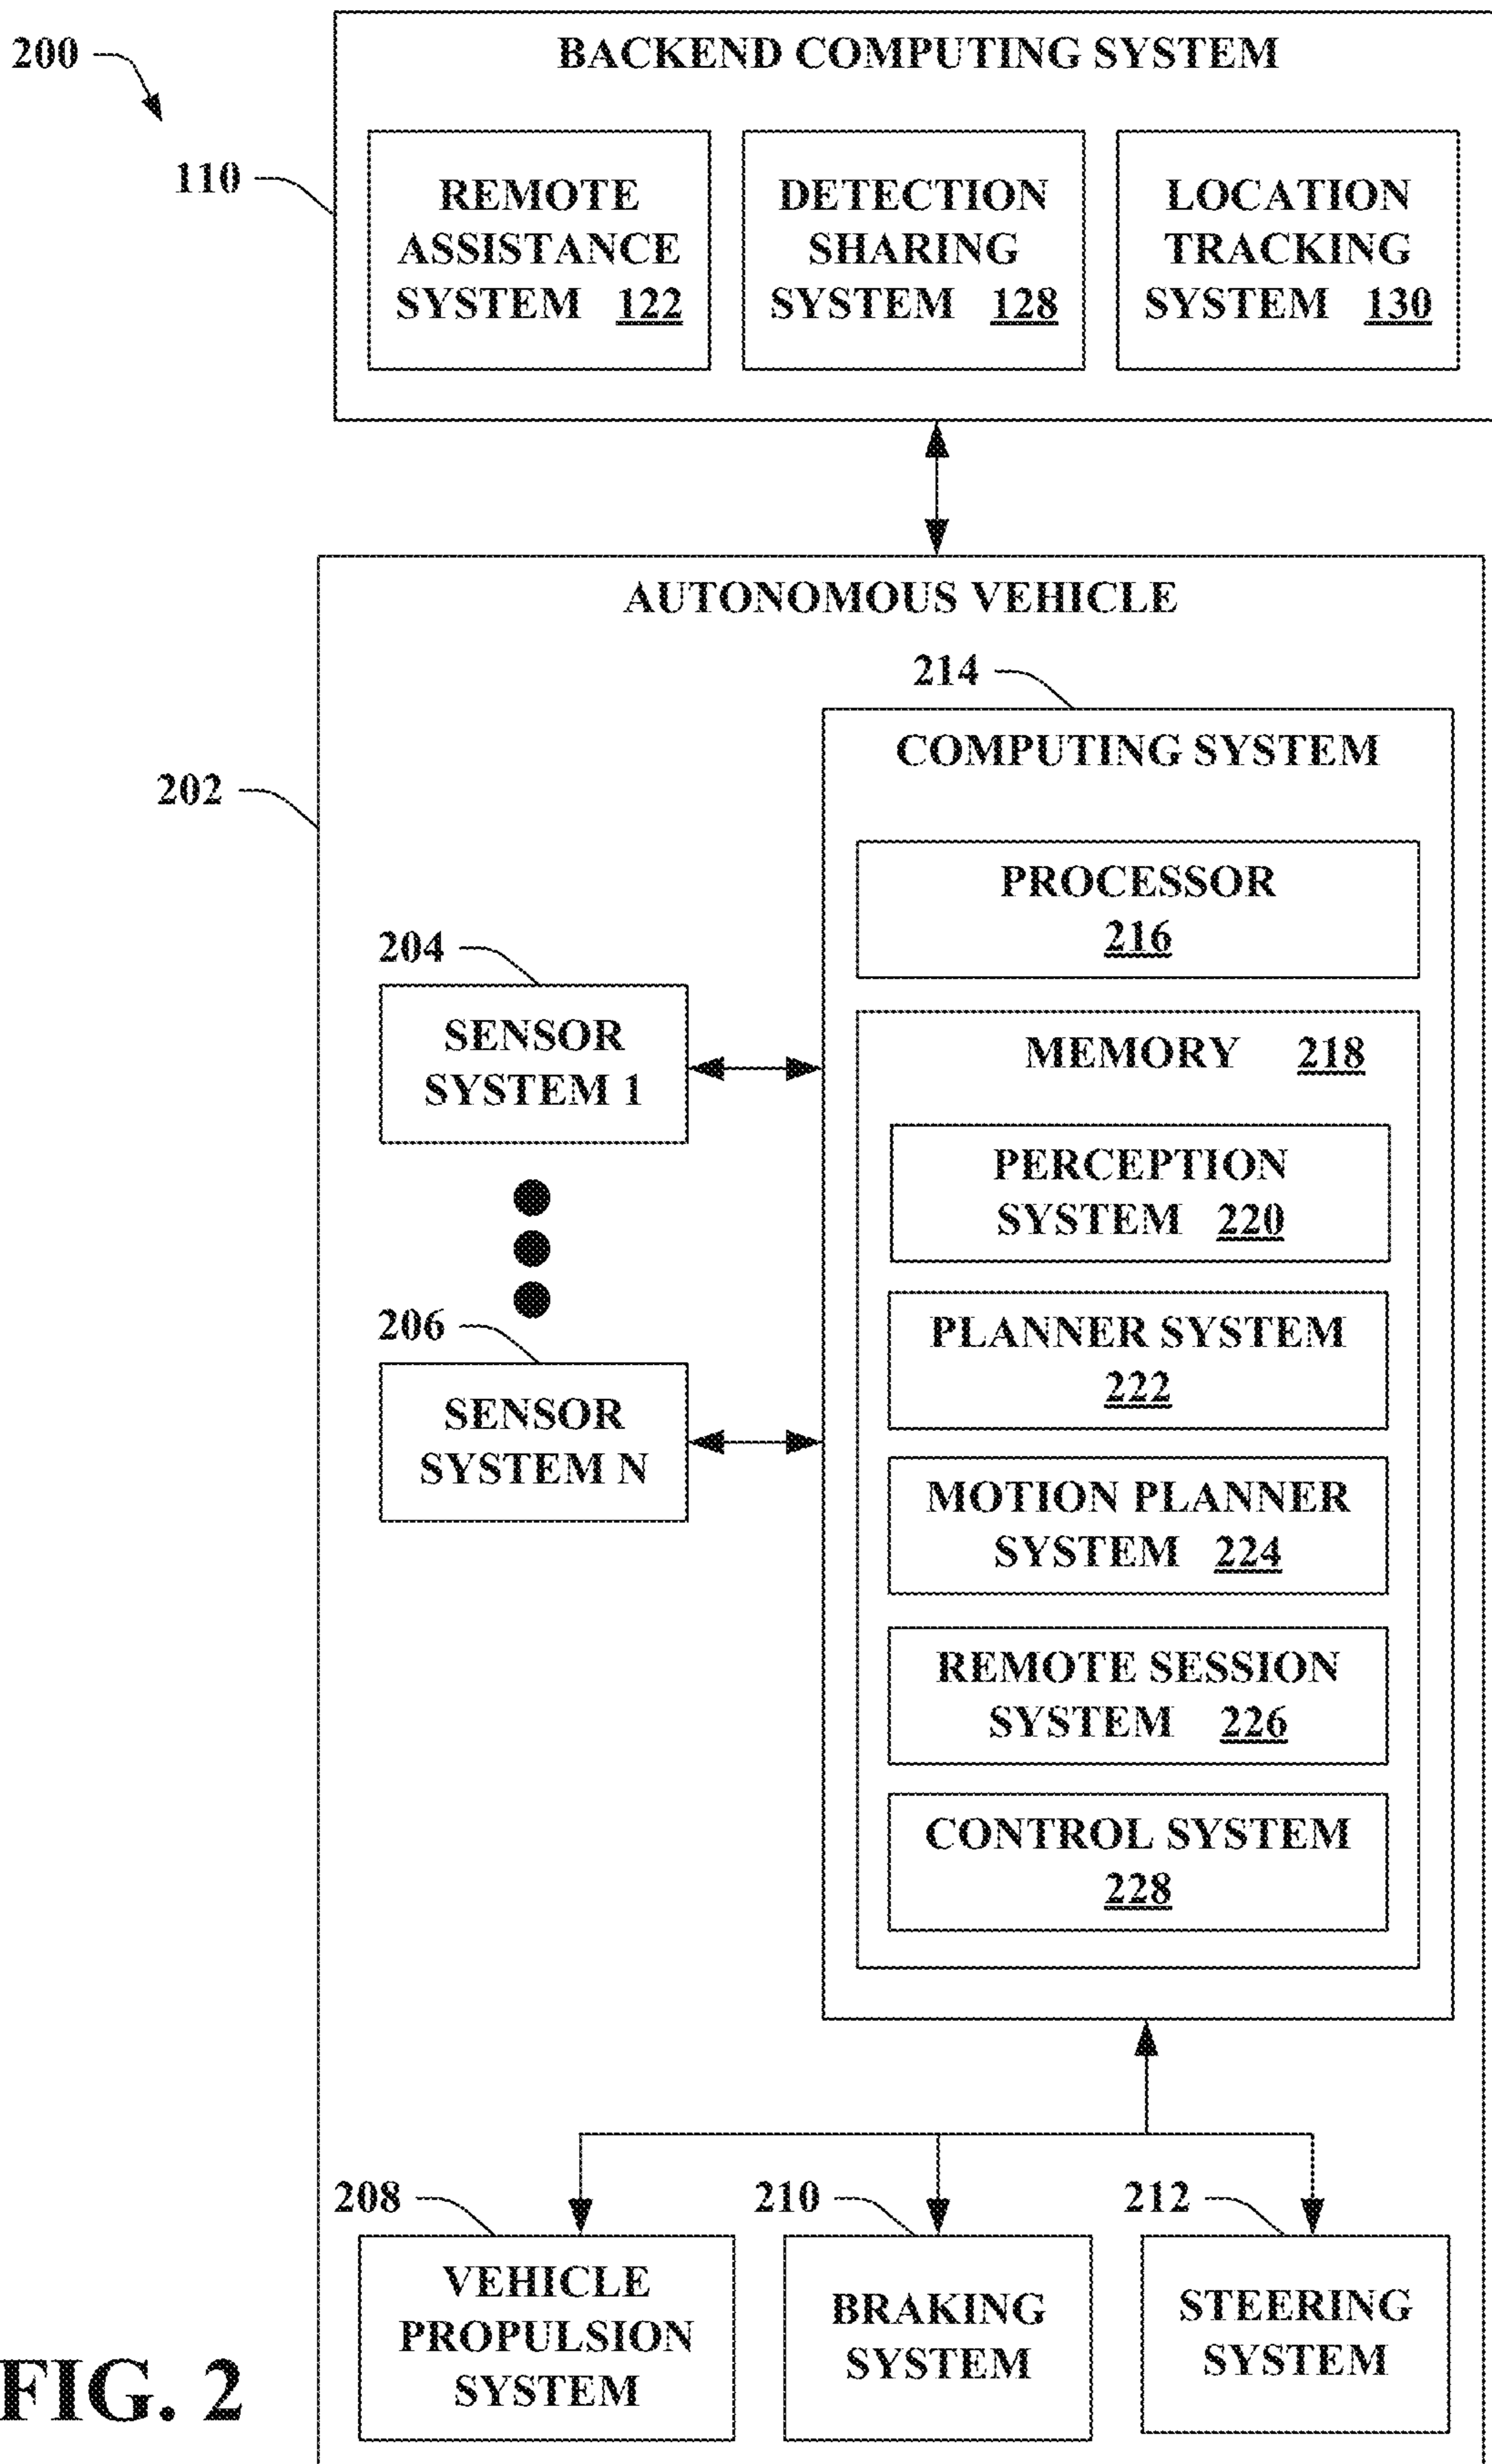 200
BACKEND COMPUTING SYSTEM
110
REMOTE
ASSISTANCE
SYSTEM 122
DETECTION
SHARING
SYSTEM 128
LOCATION
TRACKING
SYSTEM 130
AUTONOMOUS VEHICLE
202
214
COMPUTING SYSTEM
PROCESSOR
216
204
SENSOR
SYSTEM 1
206
SENSOR
SYSTEM N
MEMORY 218
PERCEPTION
SYSTEM 220
PLANNER SYSTEM
222
MOTION PLANNER
SYSTEM 224
REMOTE SESSION
SYSTEM 226
CONTROL SYSTEM
228
208
VEHICLE
PROPULSION
SYSTEM
210
BRAKING
SYSTEM
212
STEERING
SYSTEM
FIG. 2